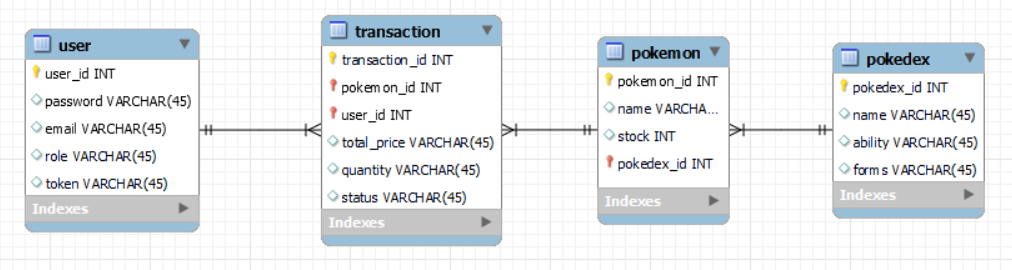 user
user_id INT
password VARCHAR(45)
email VARCHAR(45)
role VARCHAR(45)
token VARCHAR(45)
Indexes
transaction
transaction_id INT
pokemon_id INT
user_id INT
total_price VARCHAR(45)
quantity VARCHAR(45)
status VARCHAR(45)
Indexes
pokemon
pokemon_id INT
name VARCHA...
stock INT
pokedex_id INT
Indexes
pokedex
pokedex_id INT
name VARCHAR(45)
ability VARCHAR(45)
forms VARCHAR(45)
Indexes